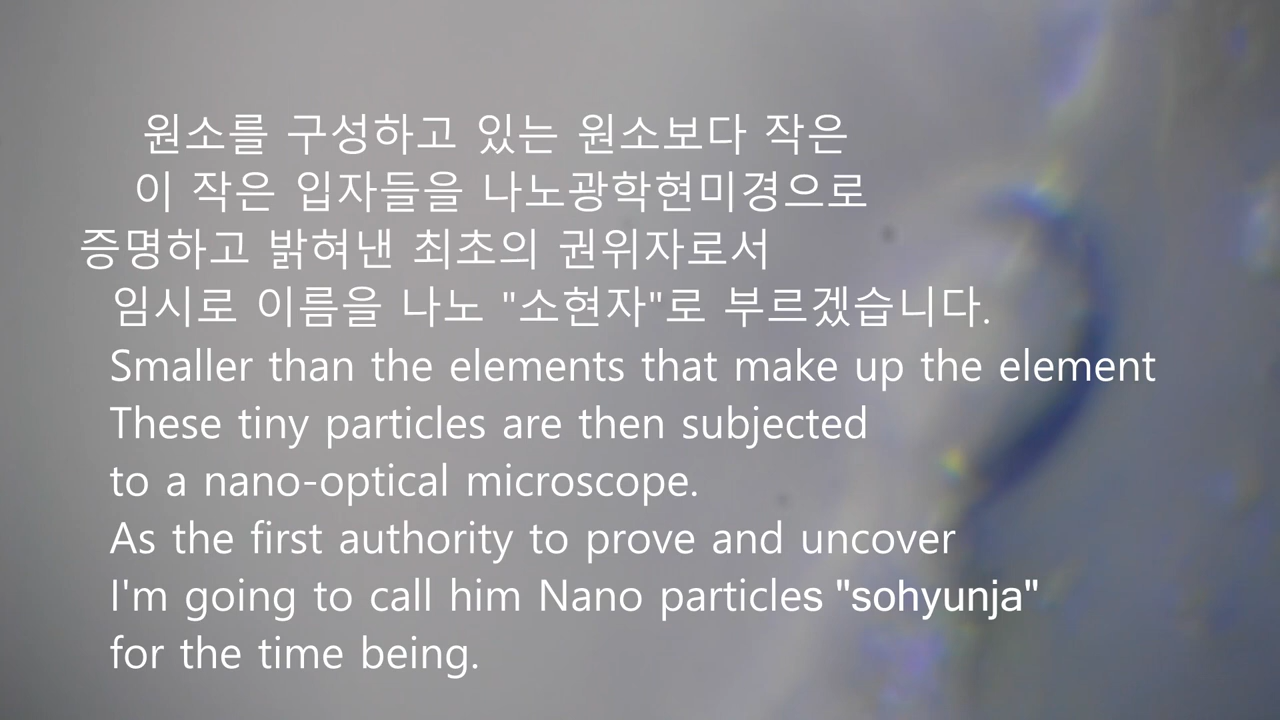 원소를 구성하고 있는 원소보다 작은
이 작은 입자들을 나노광학현미경으로
증명하고 밝혀낸 최초의 권위자로서
임시로 이름을 나노 "소현자"로 부르겠습니다.
Smaller than the elements that make up the element
These tiny particles are then subjected
to a nano-optical microscope.
As the first authority to prove and uncover
I'm going to call him Nano particles "sohyunja"
for the time being.